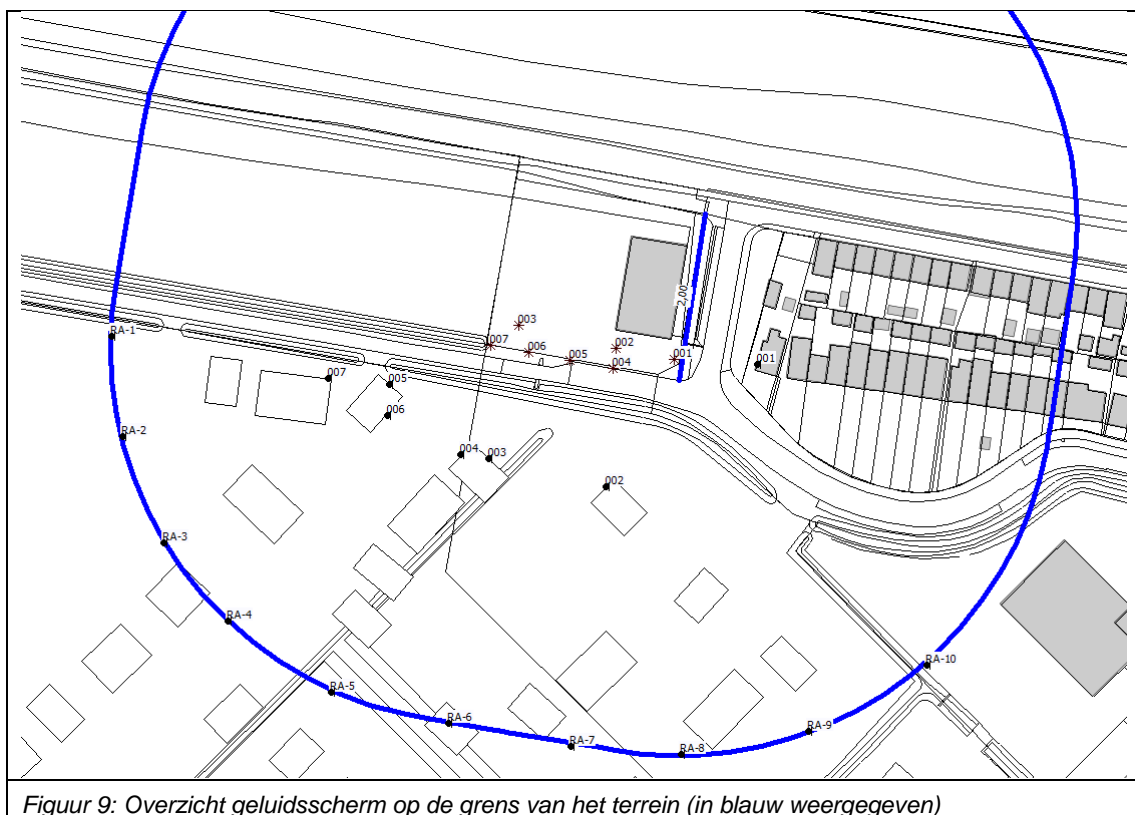 2,00
003
007
006
002
005
004
001
001
RA-1
007
005
006
RA-2
004
003
002
RA-3
RA-4
RA-5
RA-6
RA-7
RA-8
RA-9
RA-10
Figuur 9: Overzicht geluidsscherm op de grens van het terrein (in blauw weergegeven)